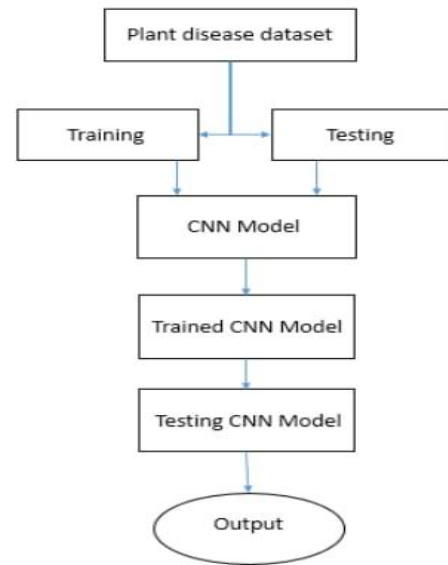 Plant disease dataset
Training
Testing
CNN Model
Trained CNN Model
Testing CNN Model
Output